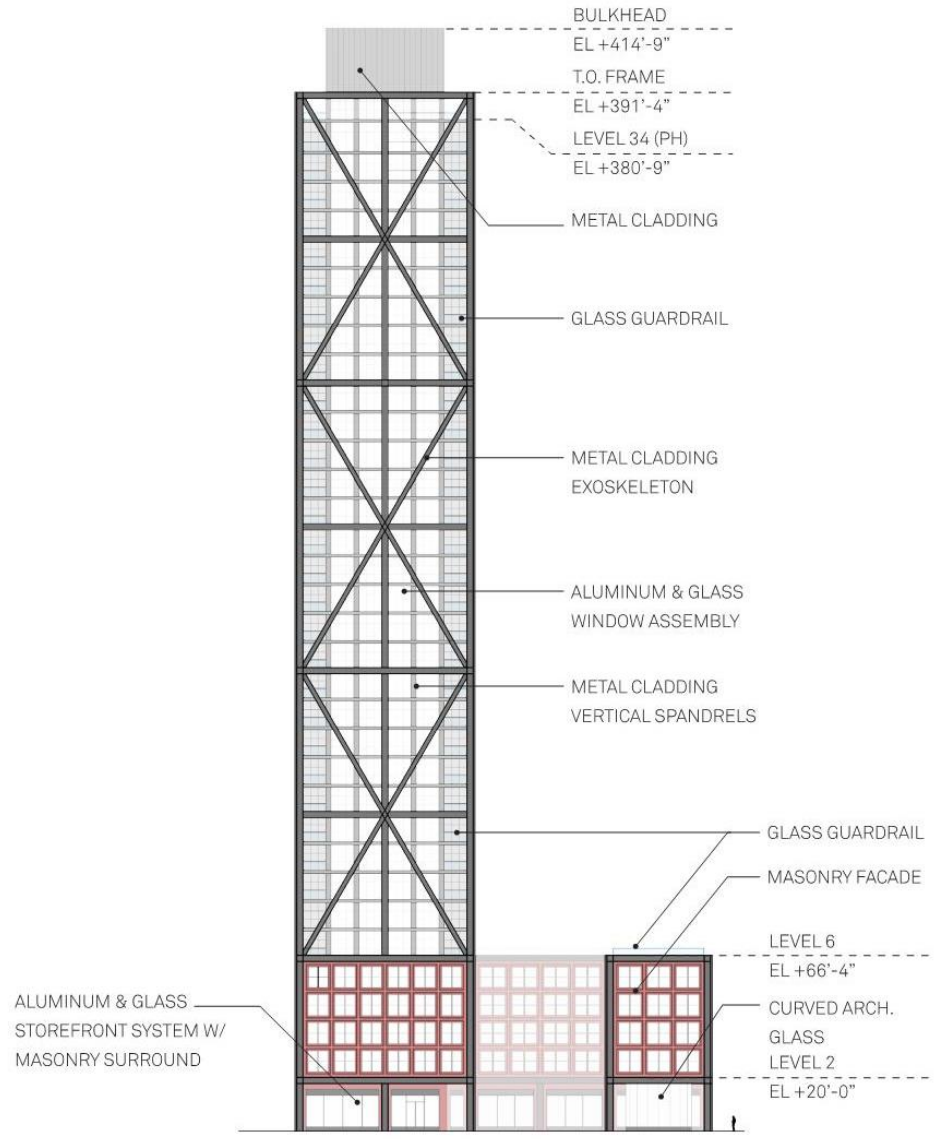 BULKHEAD
EL +414'-9"
T.O. FRAME
EL +391'-4"
LEVEL 34 (PH)
EL +380'-9"
METAL CLADDING
GLASS GUARDRAIL
METAL CLADDING
EXOSKELETON
ALUMINUM & GLASS
WINDOW ASSEMBLY
METAL CLADDING
VERTICAL SPANDRELS
GLASS GUARDRAIL
MASONRY FACADE
LEVEL 6
EL +66'-4"
CURVED ARCH.
GLASS
LEVEL 2
EL +20'-0"
ALUMINUM & GLASS
STOREFRONT SYSTEM W/
MASONRY SURROUND